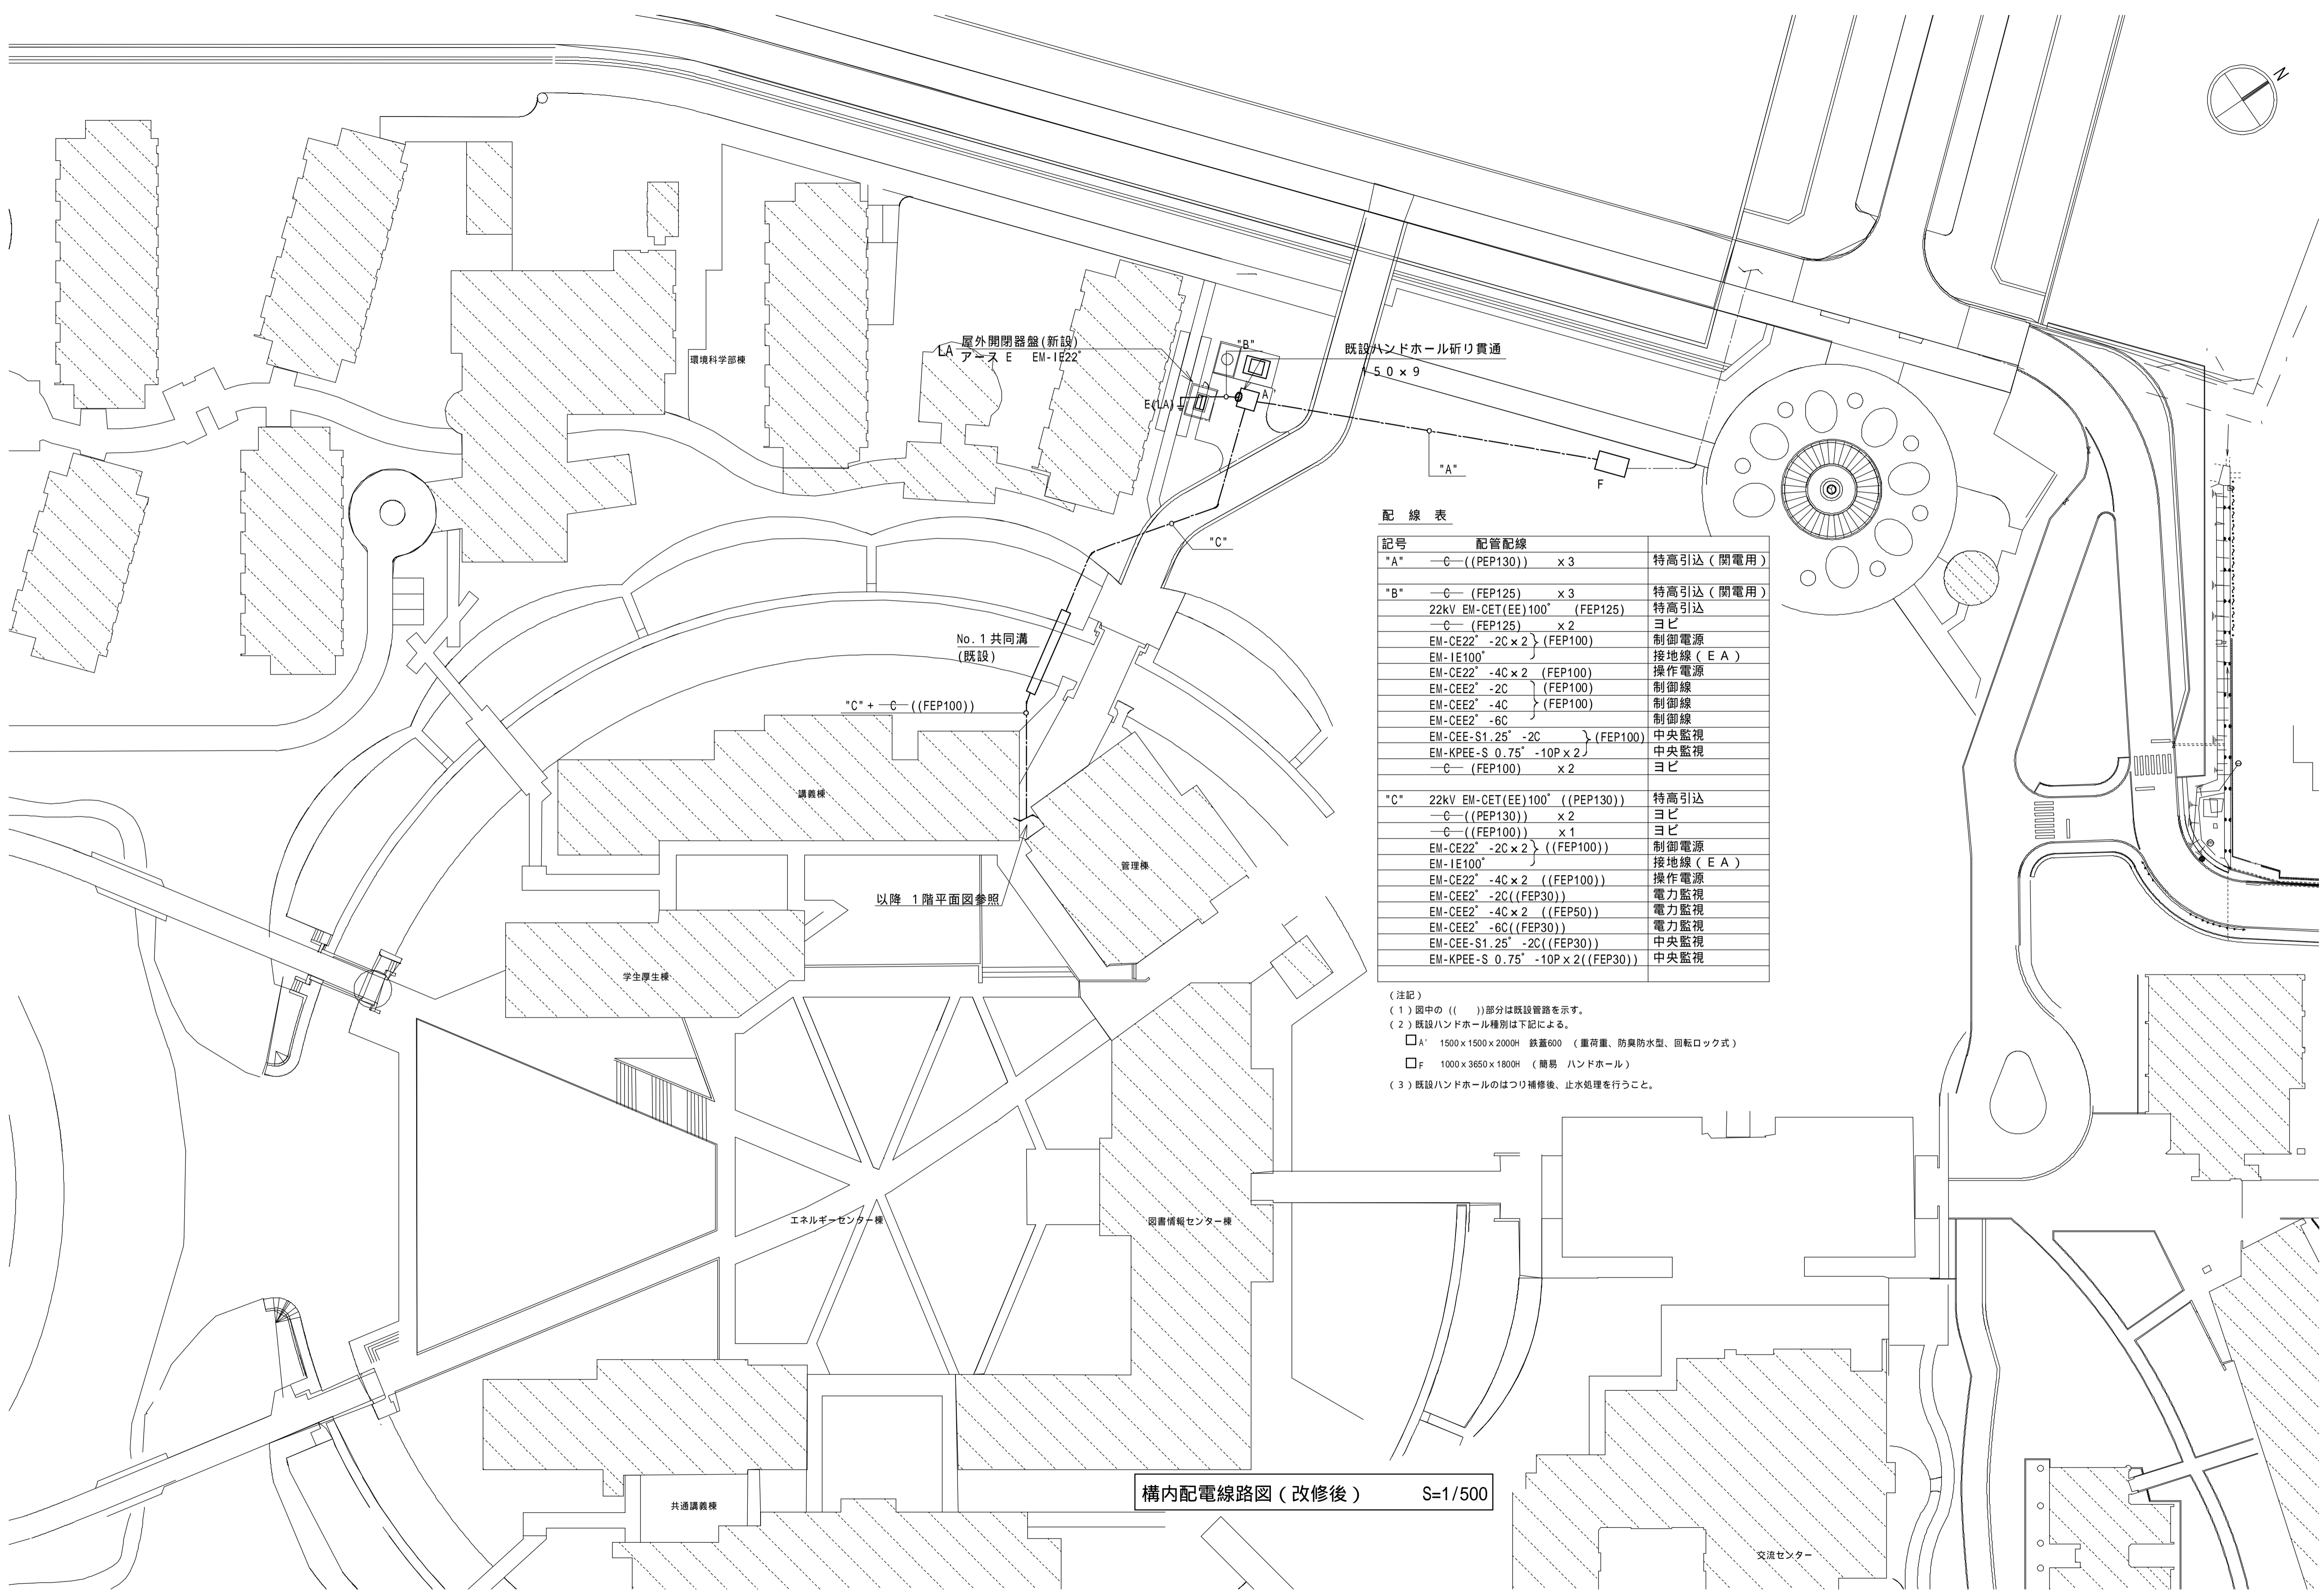 N
環境科学部棟
屋外開閉器盤(新設)
LA
アース E EM-IE22°
"B"
既設ハンドホール斫り貫通
150×9
E(LA)
A'
"A"
F
"C"
No.1共同溝
(既設)
"C" + C ((FEP100))
講義棟
管理棟
以降 1階平面図参照
学生厚生棟
エネルギーセンター棟
図書情報センター棟
共通講義棟
交流センター
配 線 表
記号 配管配線
"A" C ((PEP130)) x3 特高引込(関電用)
"B" C (FEP125) x3 特高引込(関電用)
22kV EM-CET(EE)100° (FEP125) 特高引込
C (FEP125) x2 ヨビ
EM-CE22° -2C×2 } (FEP100) 制御電源
EM-IE100° 接地線(EA)
EM-CE22° -4C×2 (FEP100) 操作電源
EM-CEE2° -2C (FEP100) 制御線
EM-CEE2° -4C } (FEP100) 制御線
EM-CEE2° -6C 制御線
EM-CEE-S1.25° -2C } (FEP100) 中央監視
EM-KPEE-S 0.75° -10P×2 中央監視
C (FEP100) x2 ヨビ
"C" 22kV EM-CET(EE)100° ((PEP130)) 特高引込
C ((PEP130)) x2 ヨビ
C ((FEP100)) x1 ヨビ
EM-CE22° -2C×2 } ((FEP100)) 制御電源
EM-IE100° 接地線(EA)
EM-CE22° -4C×2 ((FEP100)) 操作電源
EM-CEE2° -2C((FEP30)) 電力監視
EM-CEE2° -4C×2 ((FEP50)) 電力監視
EM-CEE2° -6C((FEP30)) 電力監視
EM-CEE-S1.25° -2C((FEP30)) 中央監視
EM-KPEE-S 0.75° -10P×2((FEP30)) 中央監視
(注記)
(1)図中の (( ))部分は既設管路を示す。
(2)既設ハンドホール種別は下記による。
A' 1500×1500×2000H 鉄蓋600 (重荷重、防臭防水型、回転ロック式)
F 1000×3650×1800H (簡易 ハンドホール)
(3)既設ハンドホールのはつり補修後、止水処理を行うこと。
構内配電線路図(改修後) S=1/500